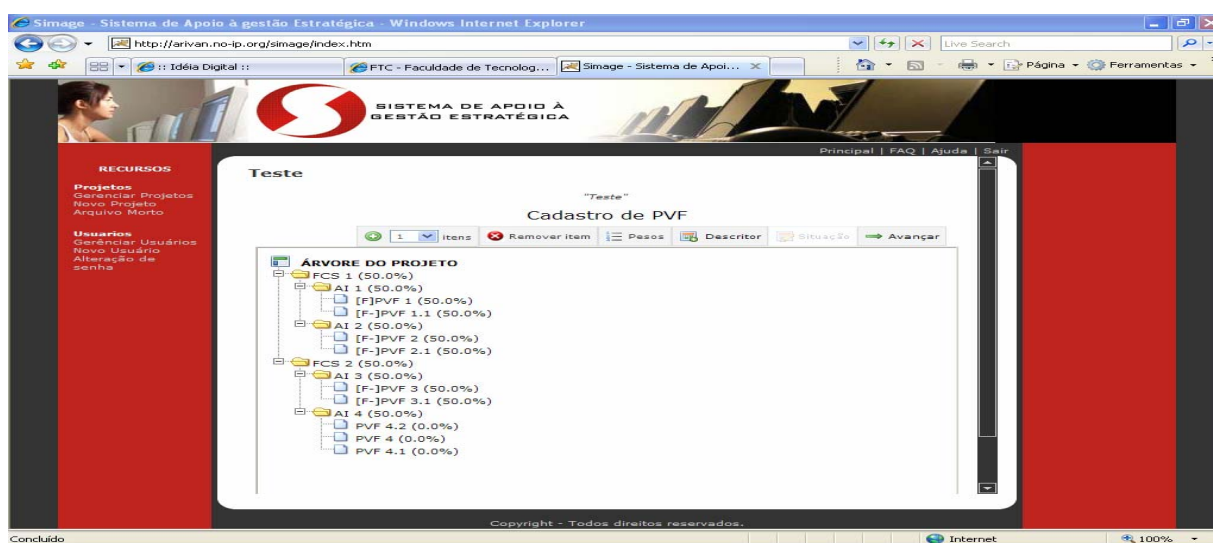 Simage - Sistema de Apoio à gestão Estratégica - Windows Internet Explorer
http://arivan.no-ip.org/simage/index.htm
Live Search
:: Idéia Digital ::
FTC - Faculdade de Tecnolog...
Simage - Sistema de Apoi...
Página
Ferramentas
SISTEMA DE APOIO À
GESTÃO ESTRATÉGICA
Principal | FAQ | Ajuda | Sair
RECURSOS
Projetos
Gerenciar Projetos
Novo Projeto
Arquivo Morto
Usuarios
Gerênciar Usuários
Novo Usuário
Alteração de
senha
Teste
"Teste"
Cadastro de PVF
1 itens Remover item Pesos Descritor Situação Avançar
ÁRVORE DO PROJETO
FCS 1 (50.0%)
AI 1 (50.0%)
[F]PVF 1 (50.0%)
[F-]PVF 1.1 (50.0%)
AI 2 (50.0%)
[F-]PVF 2 (50.0%)
[F-]PVF 2.1 (50.0%)
FCS 2 (50.0%)
AI 3 (50.0%)
[F-]PVF 3 (50.0%)
[F-]PVF 3.1 (50.0%)
AI 4 (50.0%)
PVF 4.2 (0.0%)
PVF 4 (0.0%)
PVF 4.1 (0.0%)
Copyright - Todos direitos reservados.
Concluído
Internet
100%